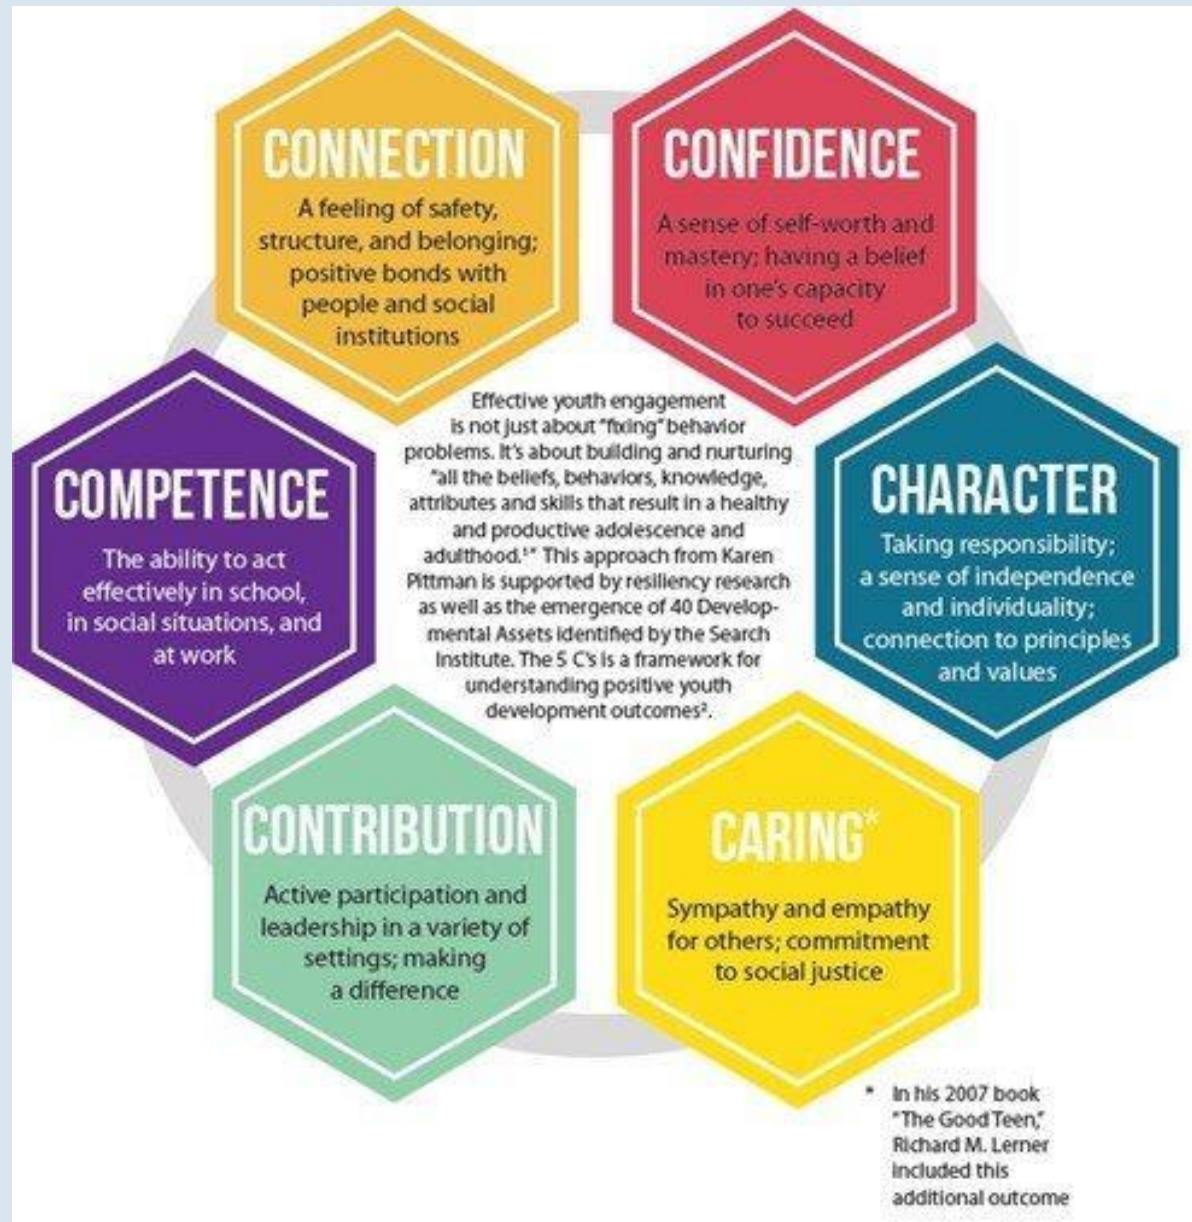 CONNECTION
A feeling of safety,
structure, and belonging;
positive bonds with
people and social
institutions
CONFIDENCE
A sense of self-worth and
mastery; having a belief
in one's capacity
to succeed
COMPETENCE
The ability to act
effectively in school,
in social situations, and
at work
Effective youth engagement
is not just about "fixing" behavior
problems. It's about building and nurturing
"all the beliefs, behaviors, knowledge,
attributes and skills that result in a healthy
and productive adolescence and
adulthood.¹" This approach from Karen
Pittman is supported by resiliency research
as well as the emergence of 40 Develop-
mental Assets identified by the Search
Institute. The 5 C's is a framework for
understanding positive youth
development outcomes².
CHARACTER
Taking responsibility;
a sense of independence
and individuality;
connection to principles
and values
CONTRIBUTION
Active participation and
leadership in a variety of
settings; making
a difference
CARING*
Sympathy and empathy
for others; commitment
to social justice
* In his 2007 book
"The Good Teen,"
Richard M. Lerner
included this
additional outcome